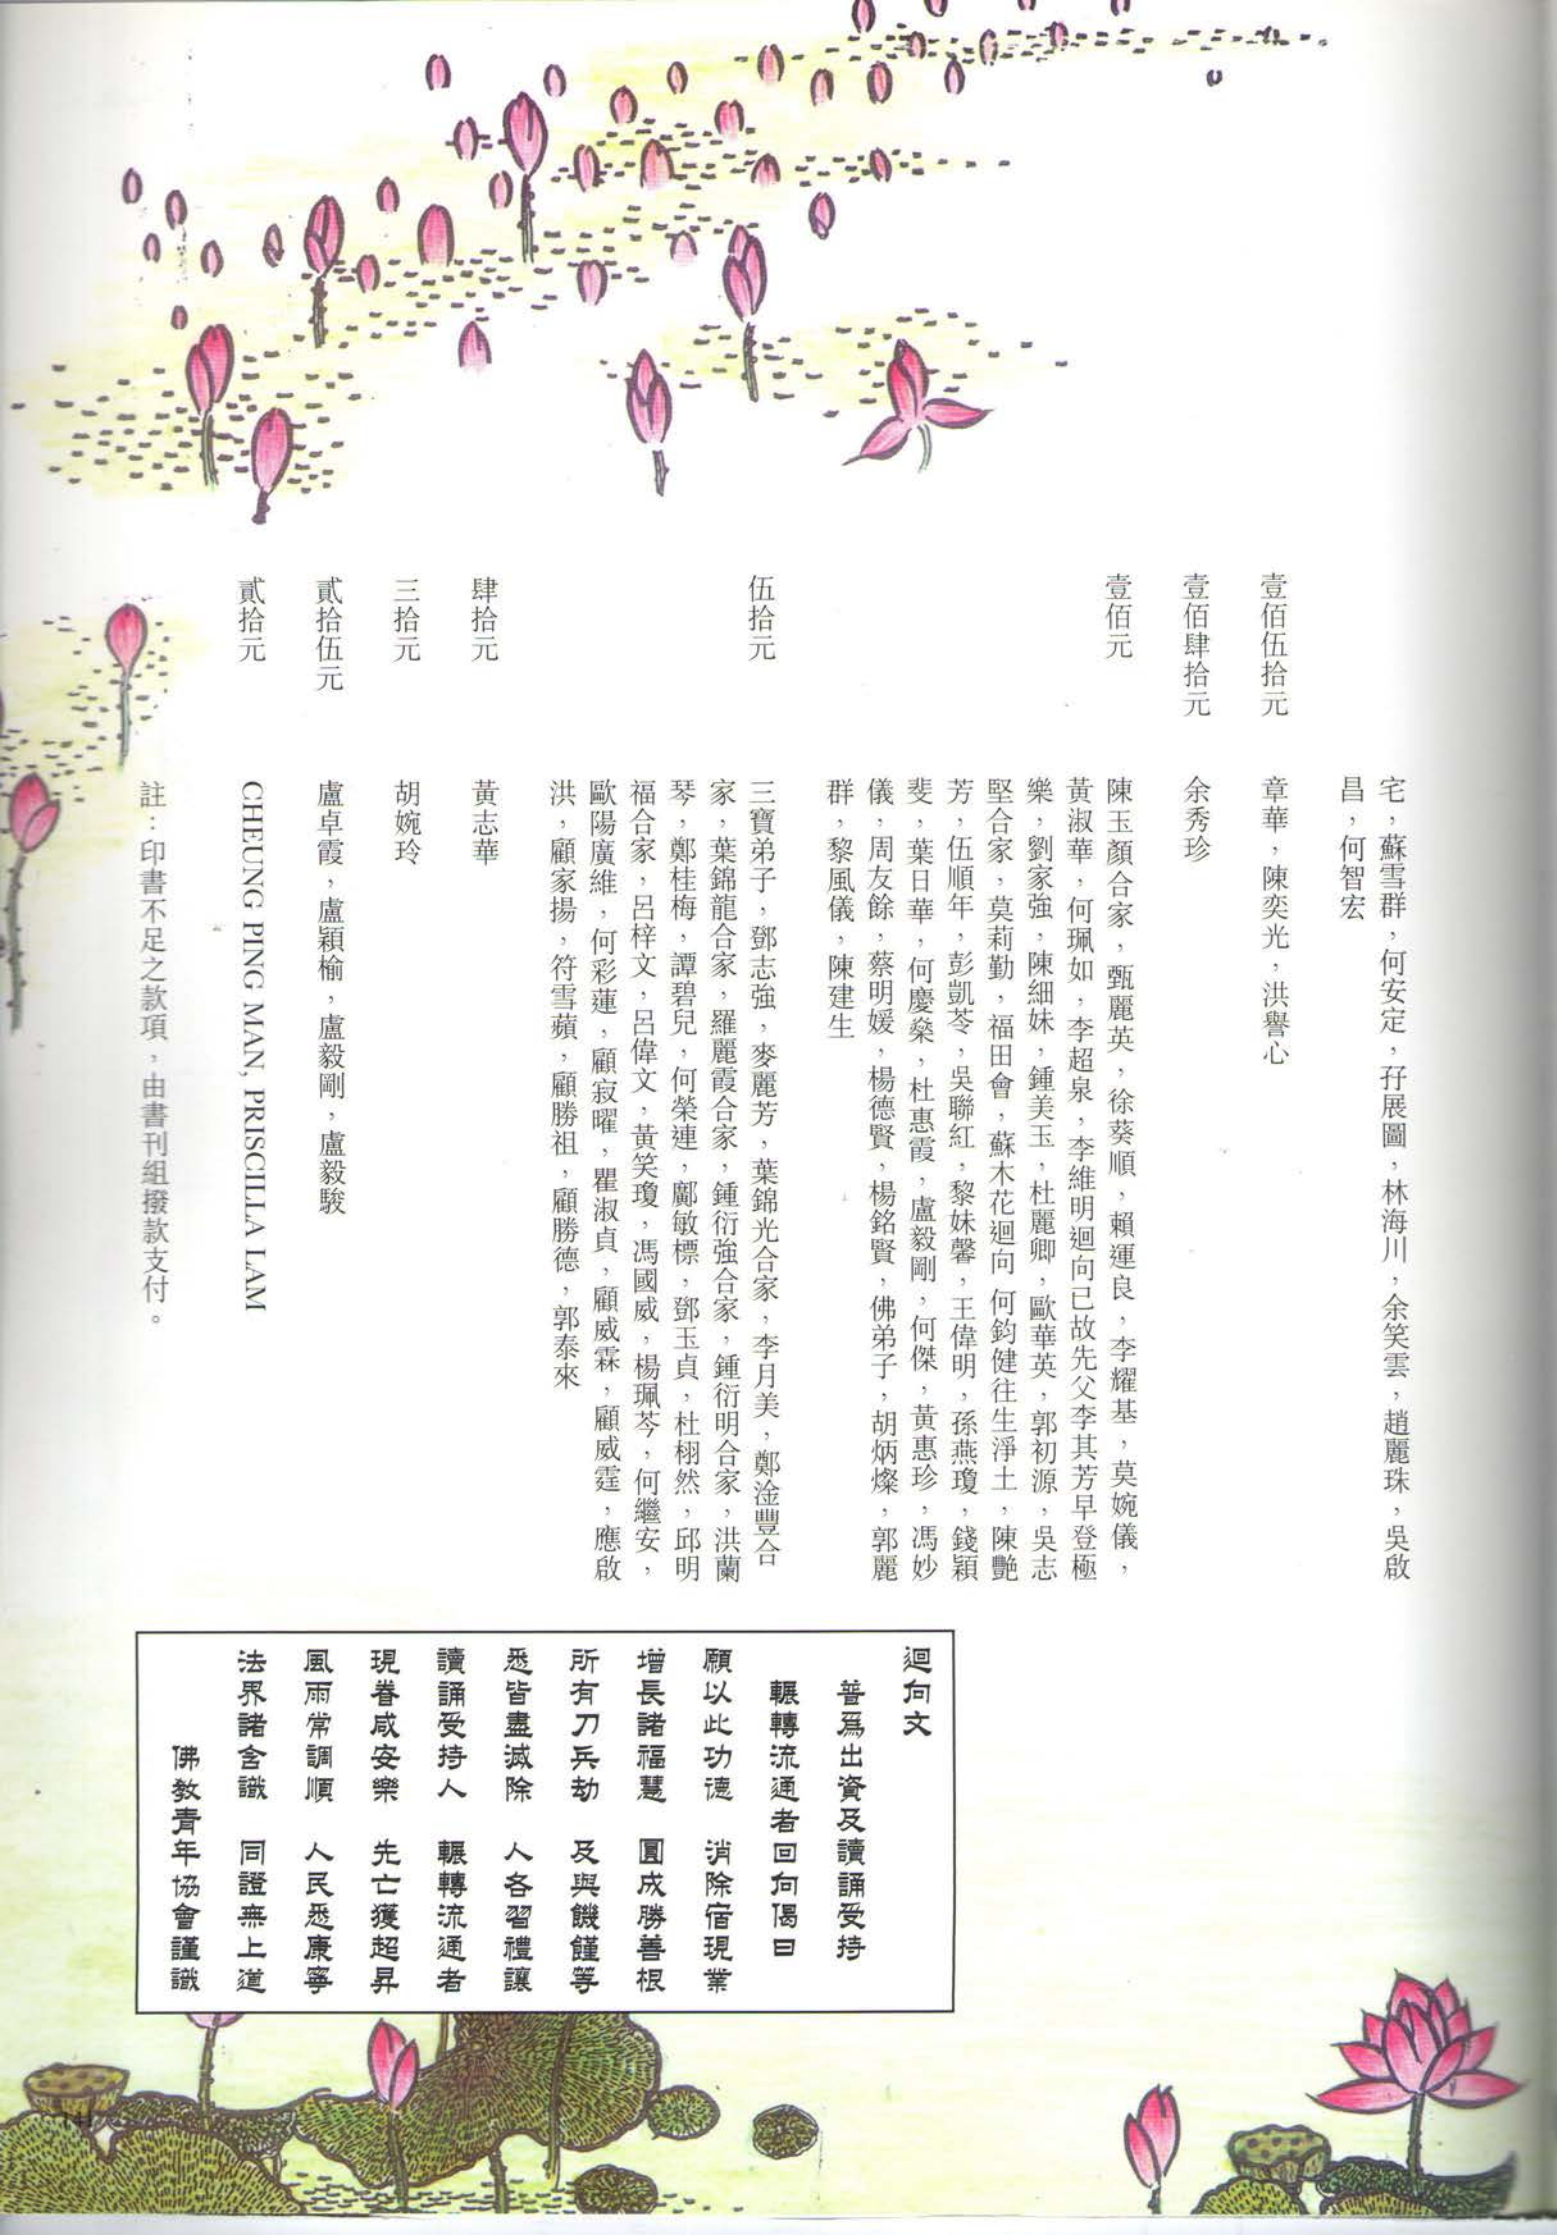 宅，蘇雪群，何安定，孖展圖，林海川，余笑雲，趙麗珠，吳啟
昌，何智宏
壹佰伍拾元　章華，陳奕光，洪譽心
壹佰肆拾元　余秀珍
壹佰元　陳玉顏合家，甄麗英，徐葵順，賴運良，李耀基，莫婉儀，
黃淑華，何珮如，李超泉，李維明迴向已故先父李其芳早登極
樂，劉家強，陳細妹，鍾美玉，杜麗卿，歐華英，郭初源，吳志
堅合家，莫莉勤，福田會，蘇木花迴向何鈞健往生淨土，陳艷
芳，伍順年，彭凱苓，吳聯紅，黎妹馨，王偉明，孫燕瓊，錢穎
斐，葉日華，何慶燊，杜惠霞，盧毅剛，何傑，黃惠珍，馮妙
儀，周友餘，蔡明媛，楊德賢，楊銘賢，佛弟子，胡炳燦，郭麗
群，黎風儀，陳建生
伍拾元　三寶弟子，鄧志強，麥麗芳，葉錦光合家，李月美，鄭淦豐合
家，葉錦龍合家，羅麗霞合家，鍾衍強合家，鍾衍明合家，洪蘭
琴，鄭桂梅，譚碧兒，何榮連，鄺敏標，鄧玉貞，杜栩然，邱明
福合家，呂梓文，呂偉文，黃笑瓊，馮國威，楊珮芩，何繼安，
歐陽廣維，何彩蓮，顧寂曜，瞿淑貞，顧威霖，顧威霆，應啟
洪，顧家揚，符雪蘋，顧勝祖，顧勝德，郭泰來
肆拾元　黃志華
三拾元　胡婉玲
貳拾伍元　盧卓霞，盧穎榆，盧毅剛，盧毅駿
貳拾元　CHEUNG PING MAN, PRISCILLA LAM
註：印書不足之款項，由書刊組撥款支付。
迴向文
普爲出資及讀誦受持
輾轉流通者回向偈曰
願以此功德　消除宿現業
增長諸福慧　圓成勝善根
所有刀兵劫　及與饑饉等
悉皆盡滅除　人各習禮讓
讀誦受持人　輾轉流通者
現眷咸安樂　先亡獲超昇
風雨常調順　人民悉康寧
法界諸含識　同證無上道
佛教青年協會謹識